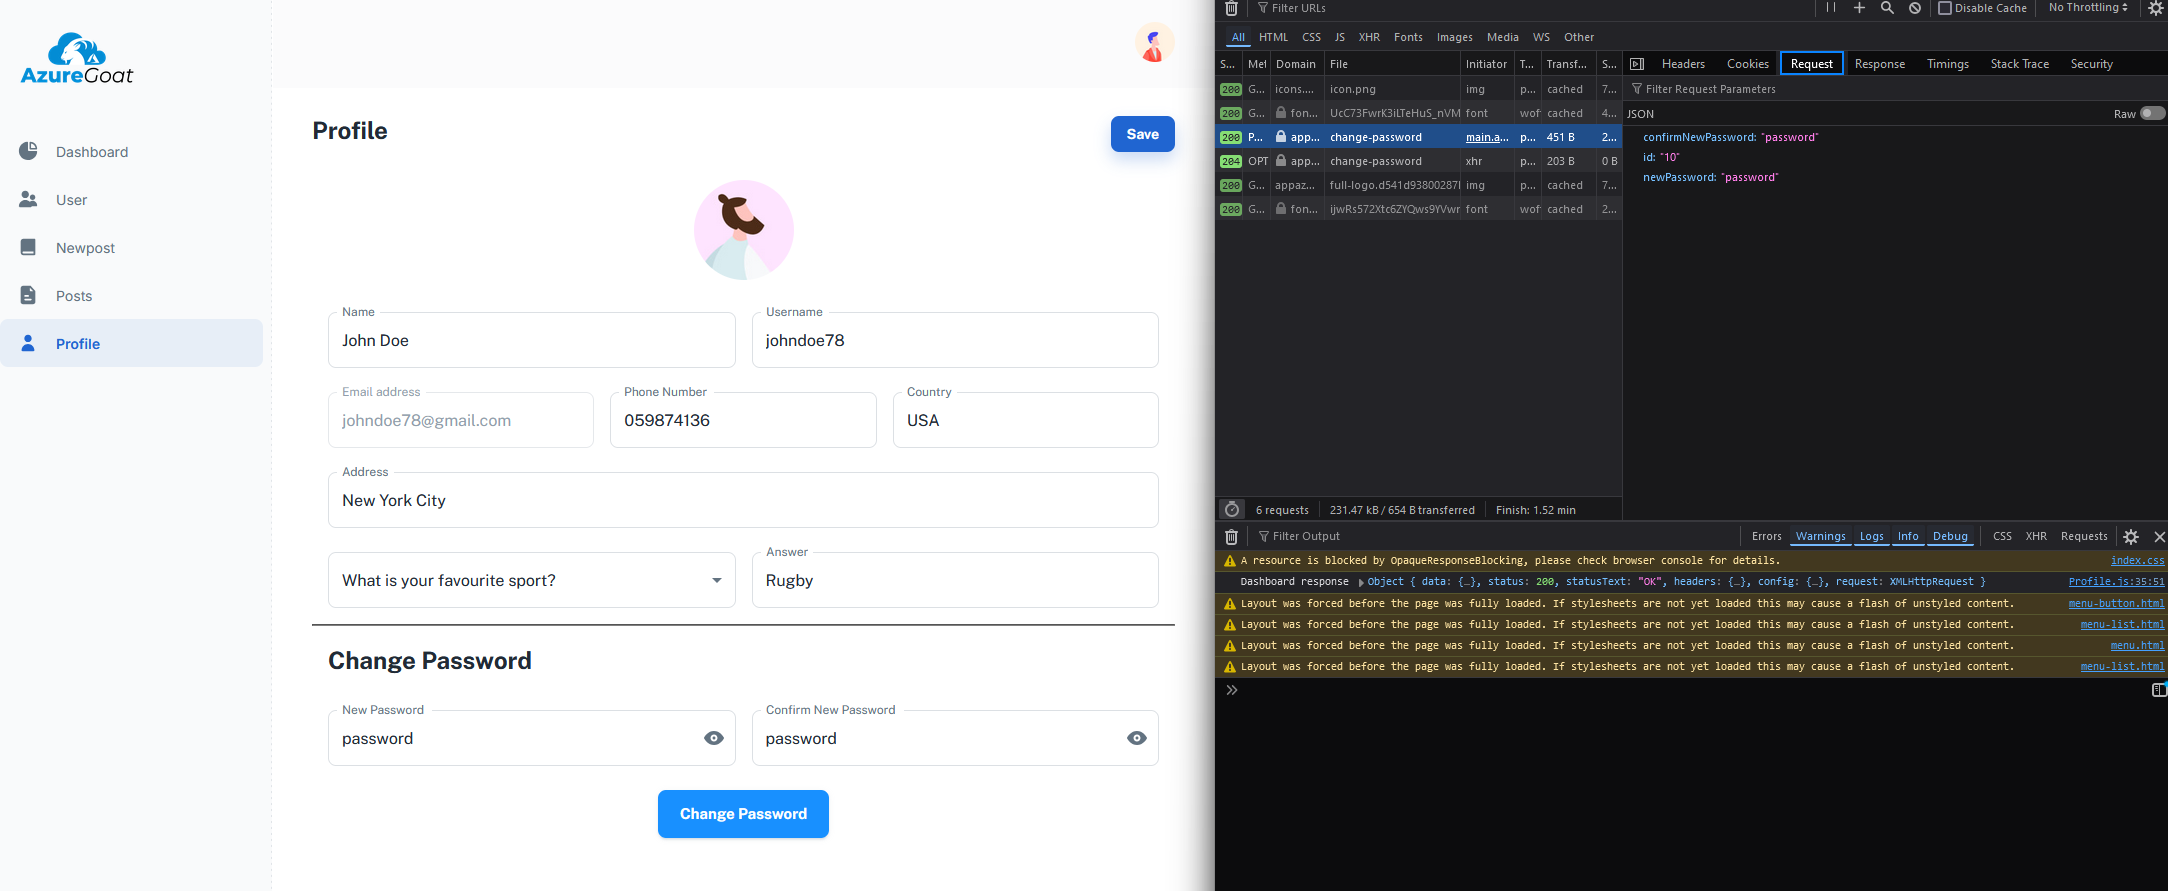 AzureGoat
Dashboard
User
Newpost
Posts
Profile
Profile
Save
Name
John Doe
Username
johndoe78
Email address
johndoe78@gmail.com
Phone Number
059874136
Country
USA
Address
New York City
What is your favourite sport?
Answer
Rugby
Change Password
New Password
password
Confirm New Password
password
Change Password
Filter URLs
Disable Cache
No Throttling
All HTML CSS JS XHR Fonts Images Media WS Other
S... Met Domain File Initiator T... Transf... S...
200 G... icons.... icon.png img p... cached 7...
200 G... fon... UcC73FwrK3iLTeHuS_nVM wof cached 4...
200 P... app... change-password main.a... p... 451 B 2...
204 OPT app... change-password xhr p... 203 B 0 B
200 G... appaz... full-logo.d541d93800287 img p... cached 7...
200 G... fon... ijwRs572Xtc6ZYQws9YVwr font wof cached 2...
6 requests 231.47 kB / 654 B transferred Finish: 1.52 min
Headers Cookies Request Response Timings Stack Trace Security
Filter Request Parameters
JSON Raw
confirmNewPassword: "password"
id: "10"
newPassword: "password"
Filter Output
Errors Warnings Logs Info Debug CSS XHR Requests
A resource is blocked by OpaqueResponseBlocking, please check browser console for details. index.css
Dashboard response Object { data: {…}, status: 200, statusText: "OK", headers: {…}, config: {…}, request: XMLHttpRequest } Profile.js:35:51
Layout was forced before the page was fully loaded. If stylesheets are not yet loaded this may cause a flash of unstyled content. menu-button.html
Layout was forced before the page was fully loaded. If stylesheets are not yet loaded this may cause a flash of unstyled content. menu-list.html
Layout was forced before the page was fully loaded. If stylesheets are not yet loaded this may cause a flash of unstyled content. menu.html
Layout was forced before the page was fully loaded. If stylesheets are not yet loaded this may cause a flash of unstyled content. menu-list.html